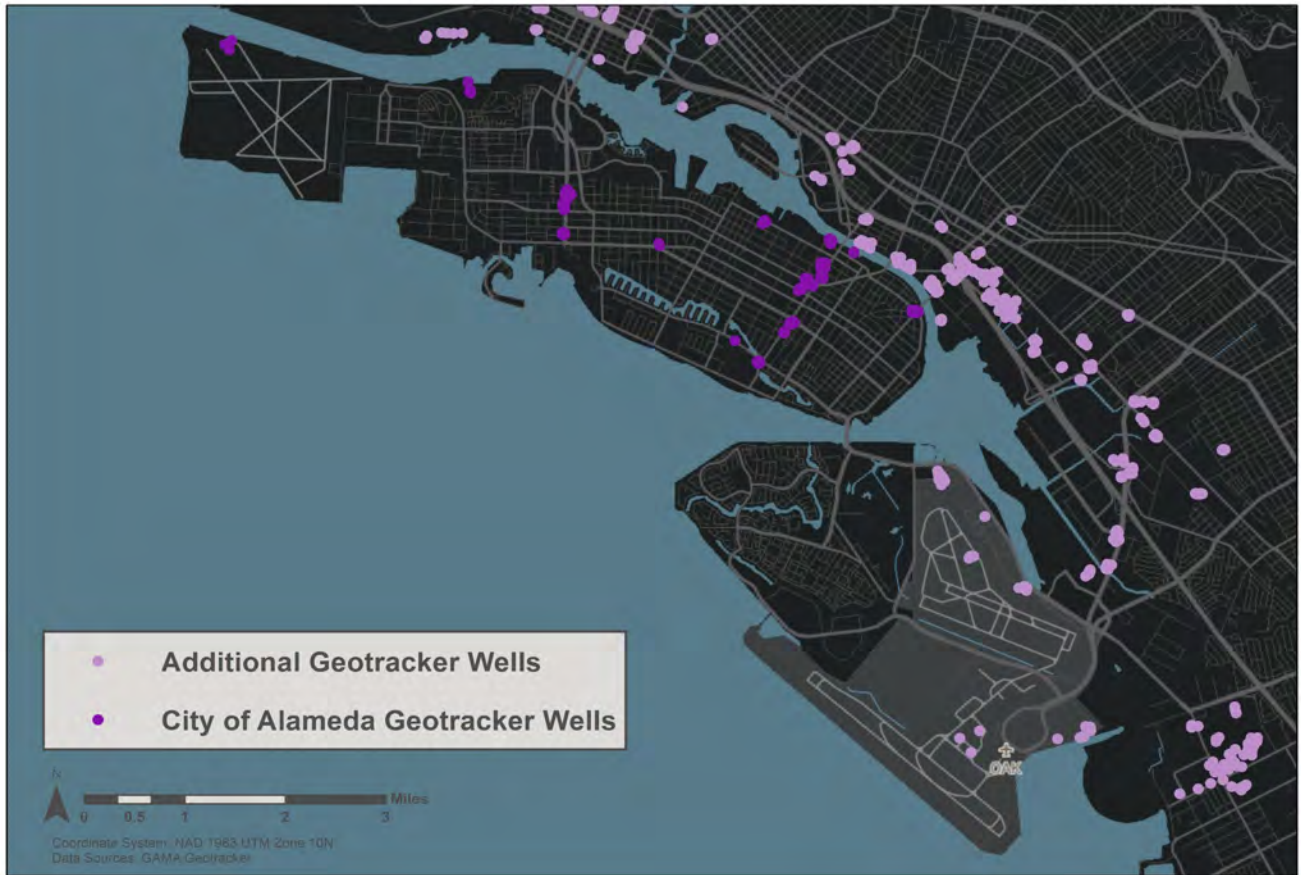 OAK
Additional Geotracker Wells
City of Alameda Geotracker Wells
N
Miles
0 0.5 1 2 3
Coordinate System: NAD 1983 UTM Zone 10N
Data Sources: GAMA Geotracker